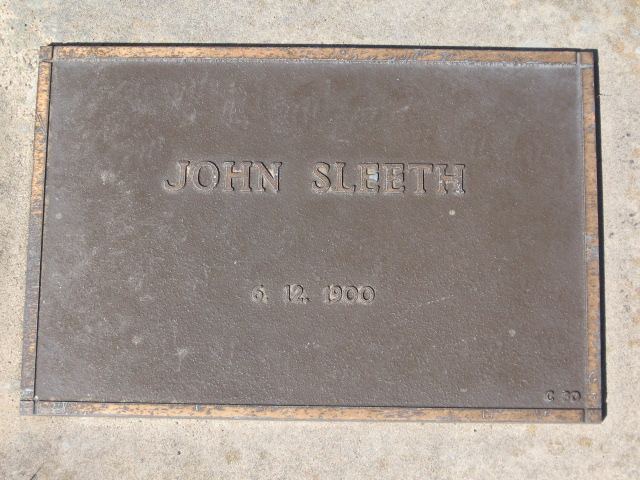 JOHN SLEETH
6. 12. 1900
C 30